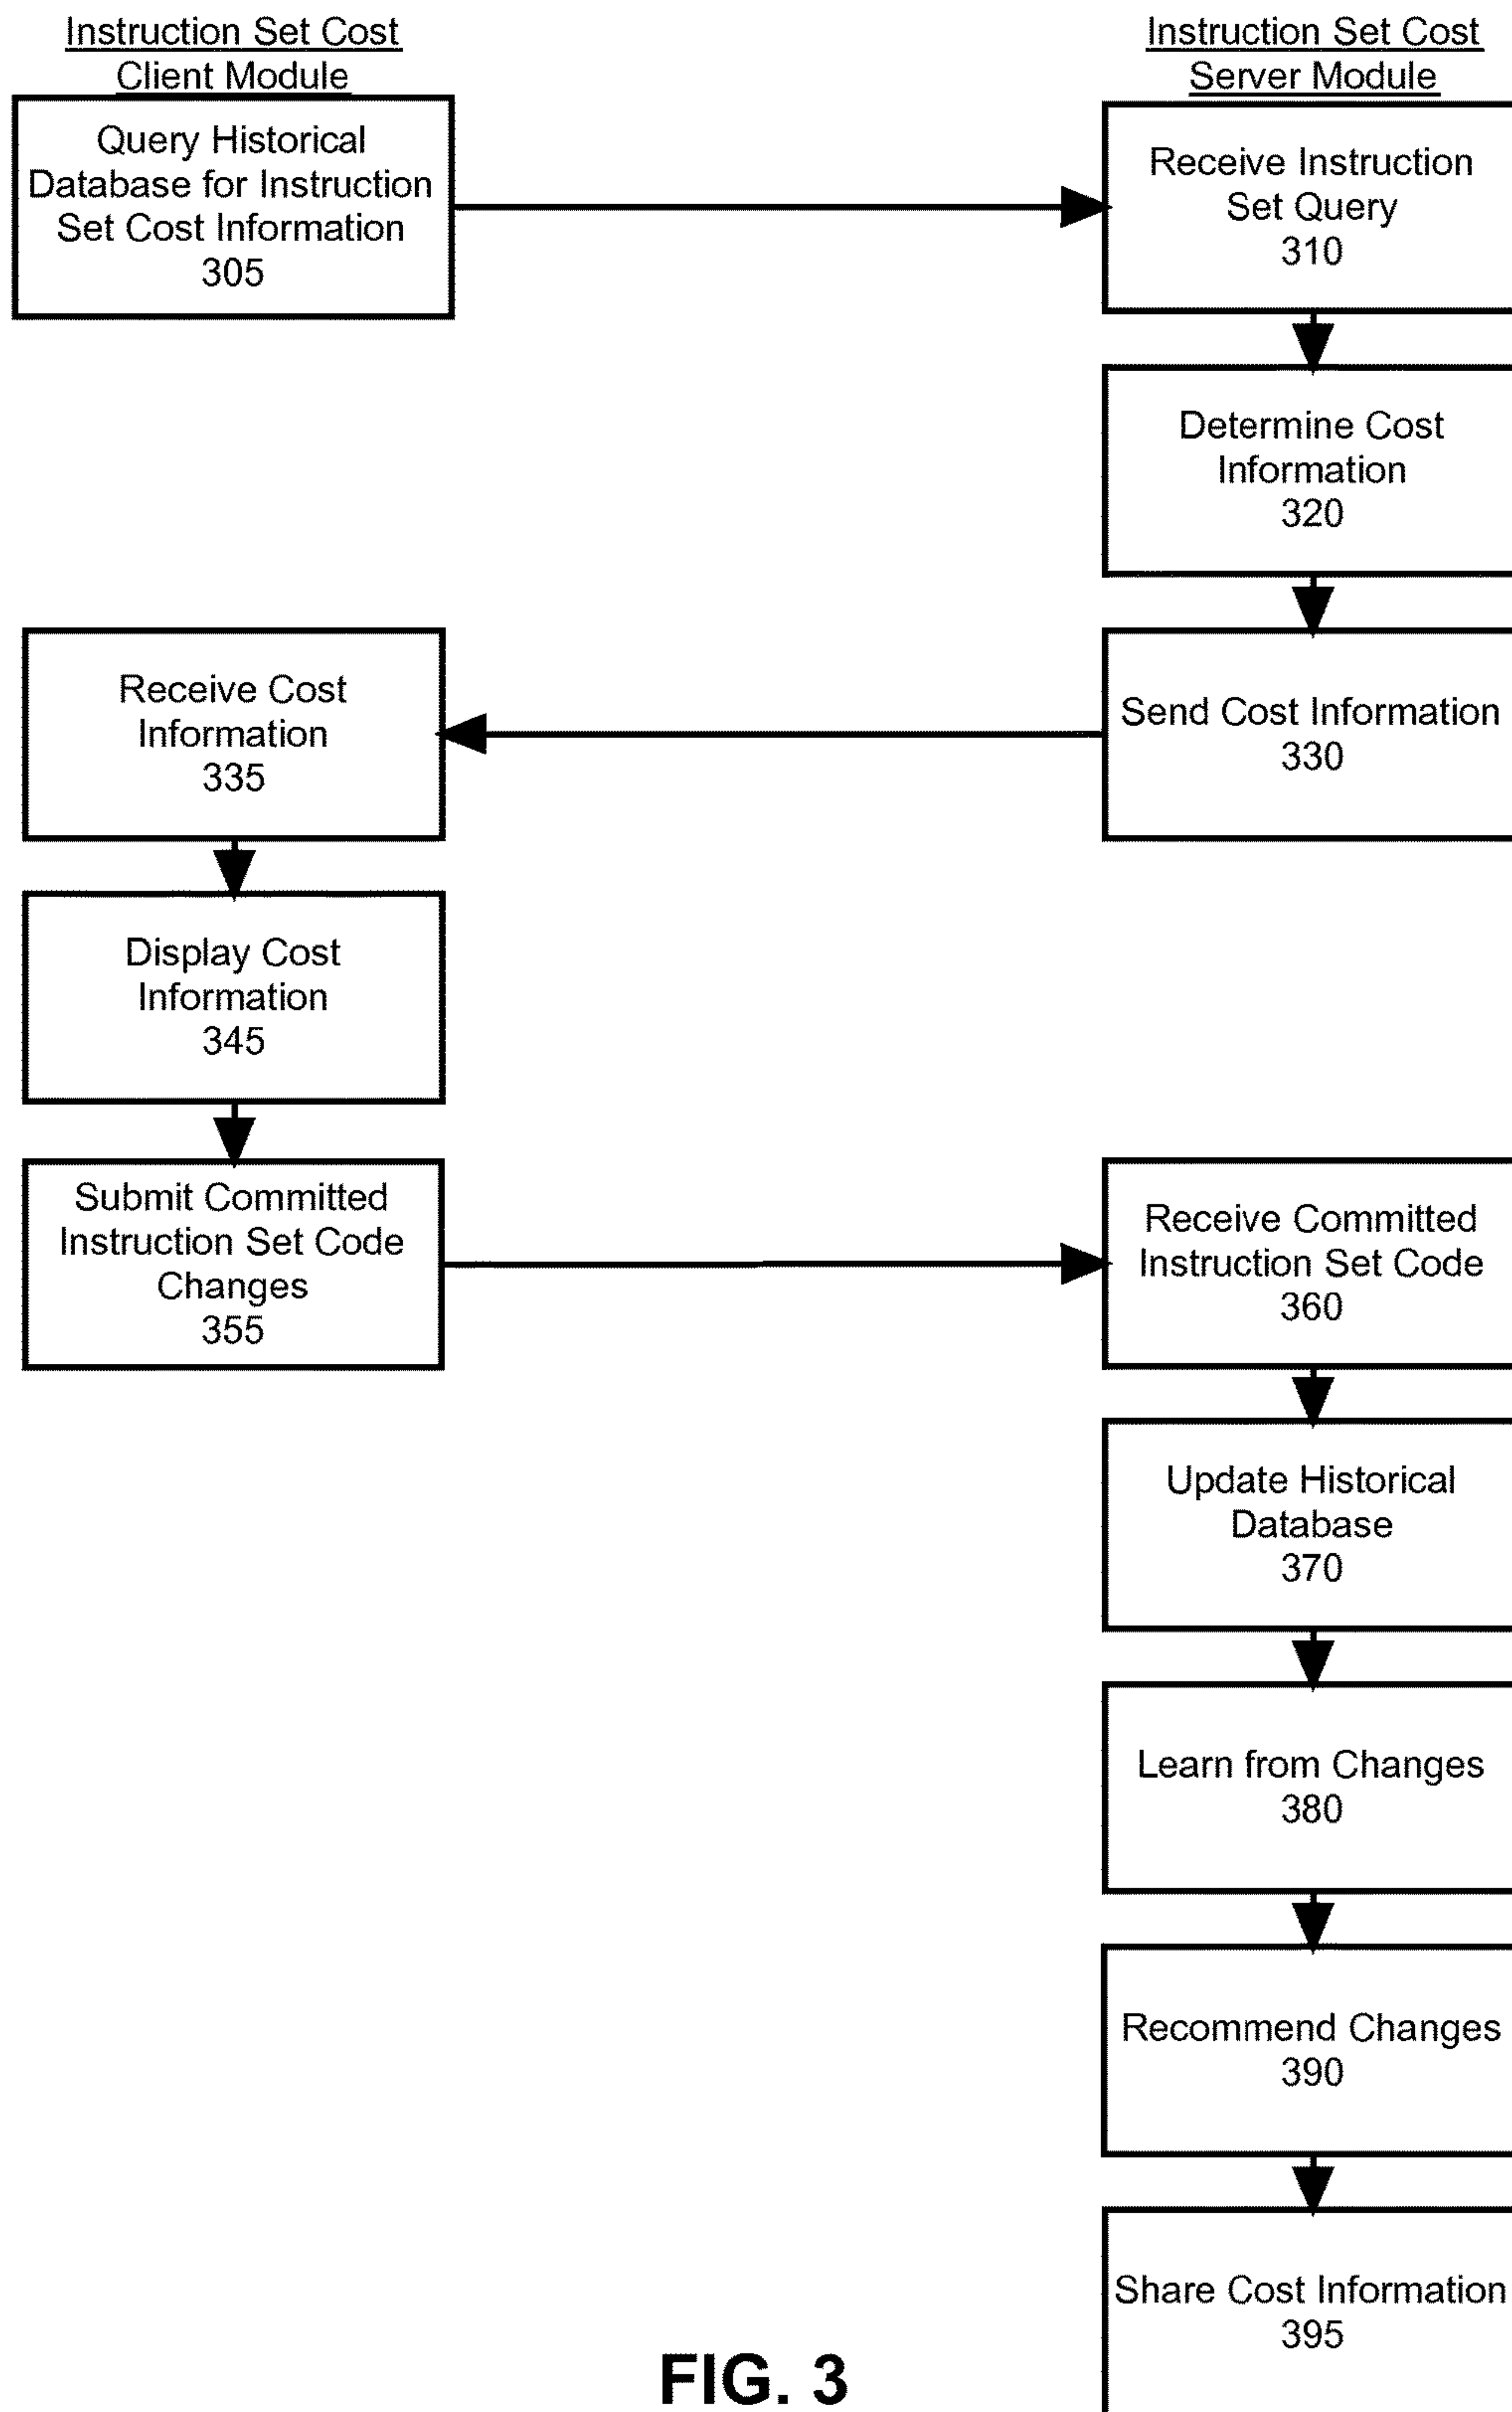 Instruction Set Cost
Client Module
Instruction Set Cost
Server Module
Query Historical
Database for Instruction
Set Cost Information
305
Receive Instruction
Set Query
310
Determine Cost
Information
320
Send Cost Information
330
Receive Cost
Information
335
Display Cost
Information
345
Submit Committed
Instruction Set Code
Changes
355
Receive Committed
Instruction Set Code
360
Update Historical
Database
370
Learn from Changes
380
Recommend Changes
390
Share Cost Information
395
FIG. 3